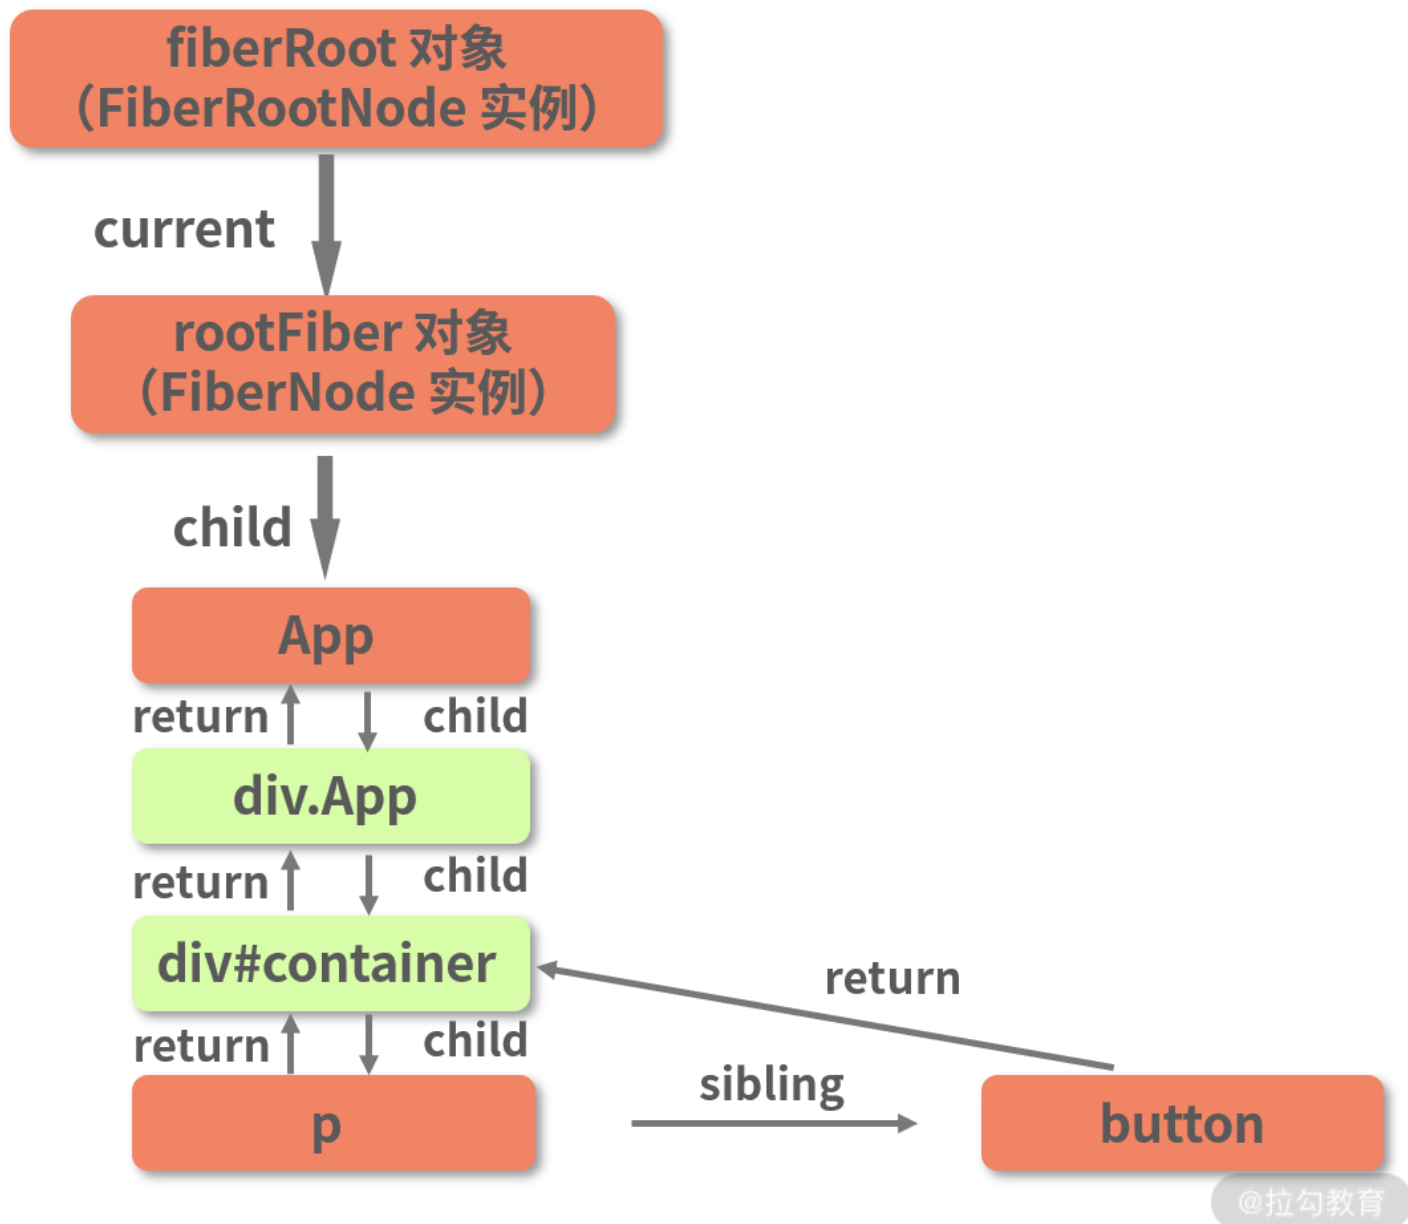 fiberRoot 对象
（FiberRootNode 实例）
current
rootFiber 对象
（FiberNode 实例）
child
App
return
child
div.App
return
child
div#container
return
return
child
sibling
p
button
@拉勾教育